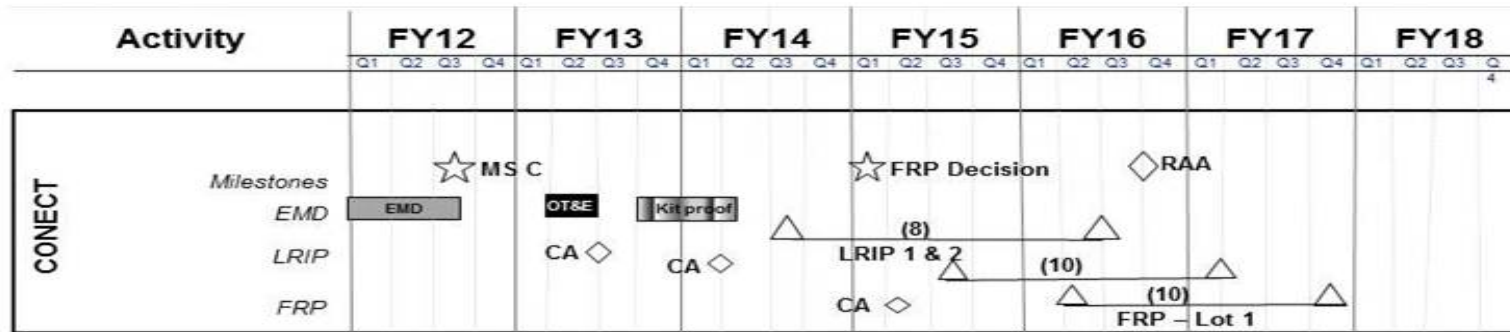 Activity FY12 FY13 FY14 FY15 FY16 FY17 FY18
Q1 Q2 Q3 Q4 Q1 Q2 Q3 Q4 Q1 Q2 Q3 Q4 Q1 Q2 Q3 Q4 Q1 Q2 Q3 Q4 Q1 Q2 Q3 Q4 Q1 Q2 Q3 Q
4
CONECT
Milestones MS C FRP Decision RAA
EMD EMD OT&E Kit proof
(8)
LRIP CA CA LRIP 1 & 2
(10)
FRP CA (10)
FRP – Lot 1